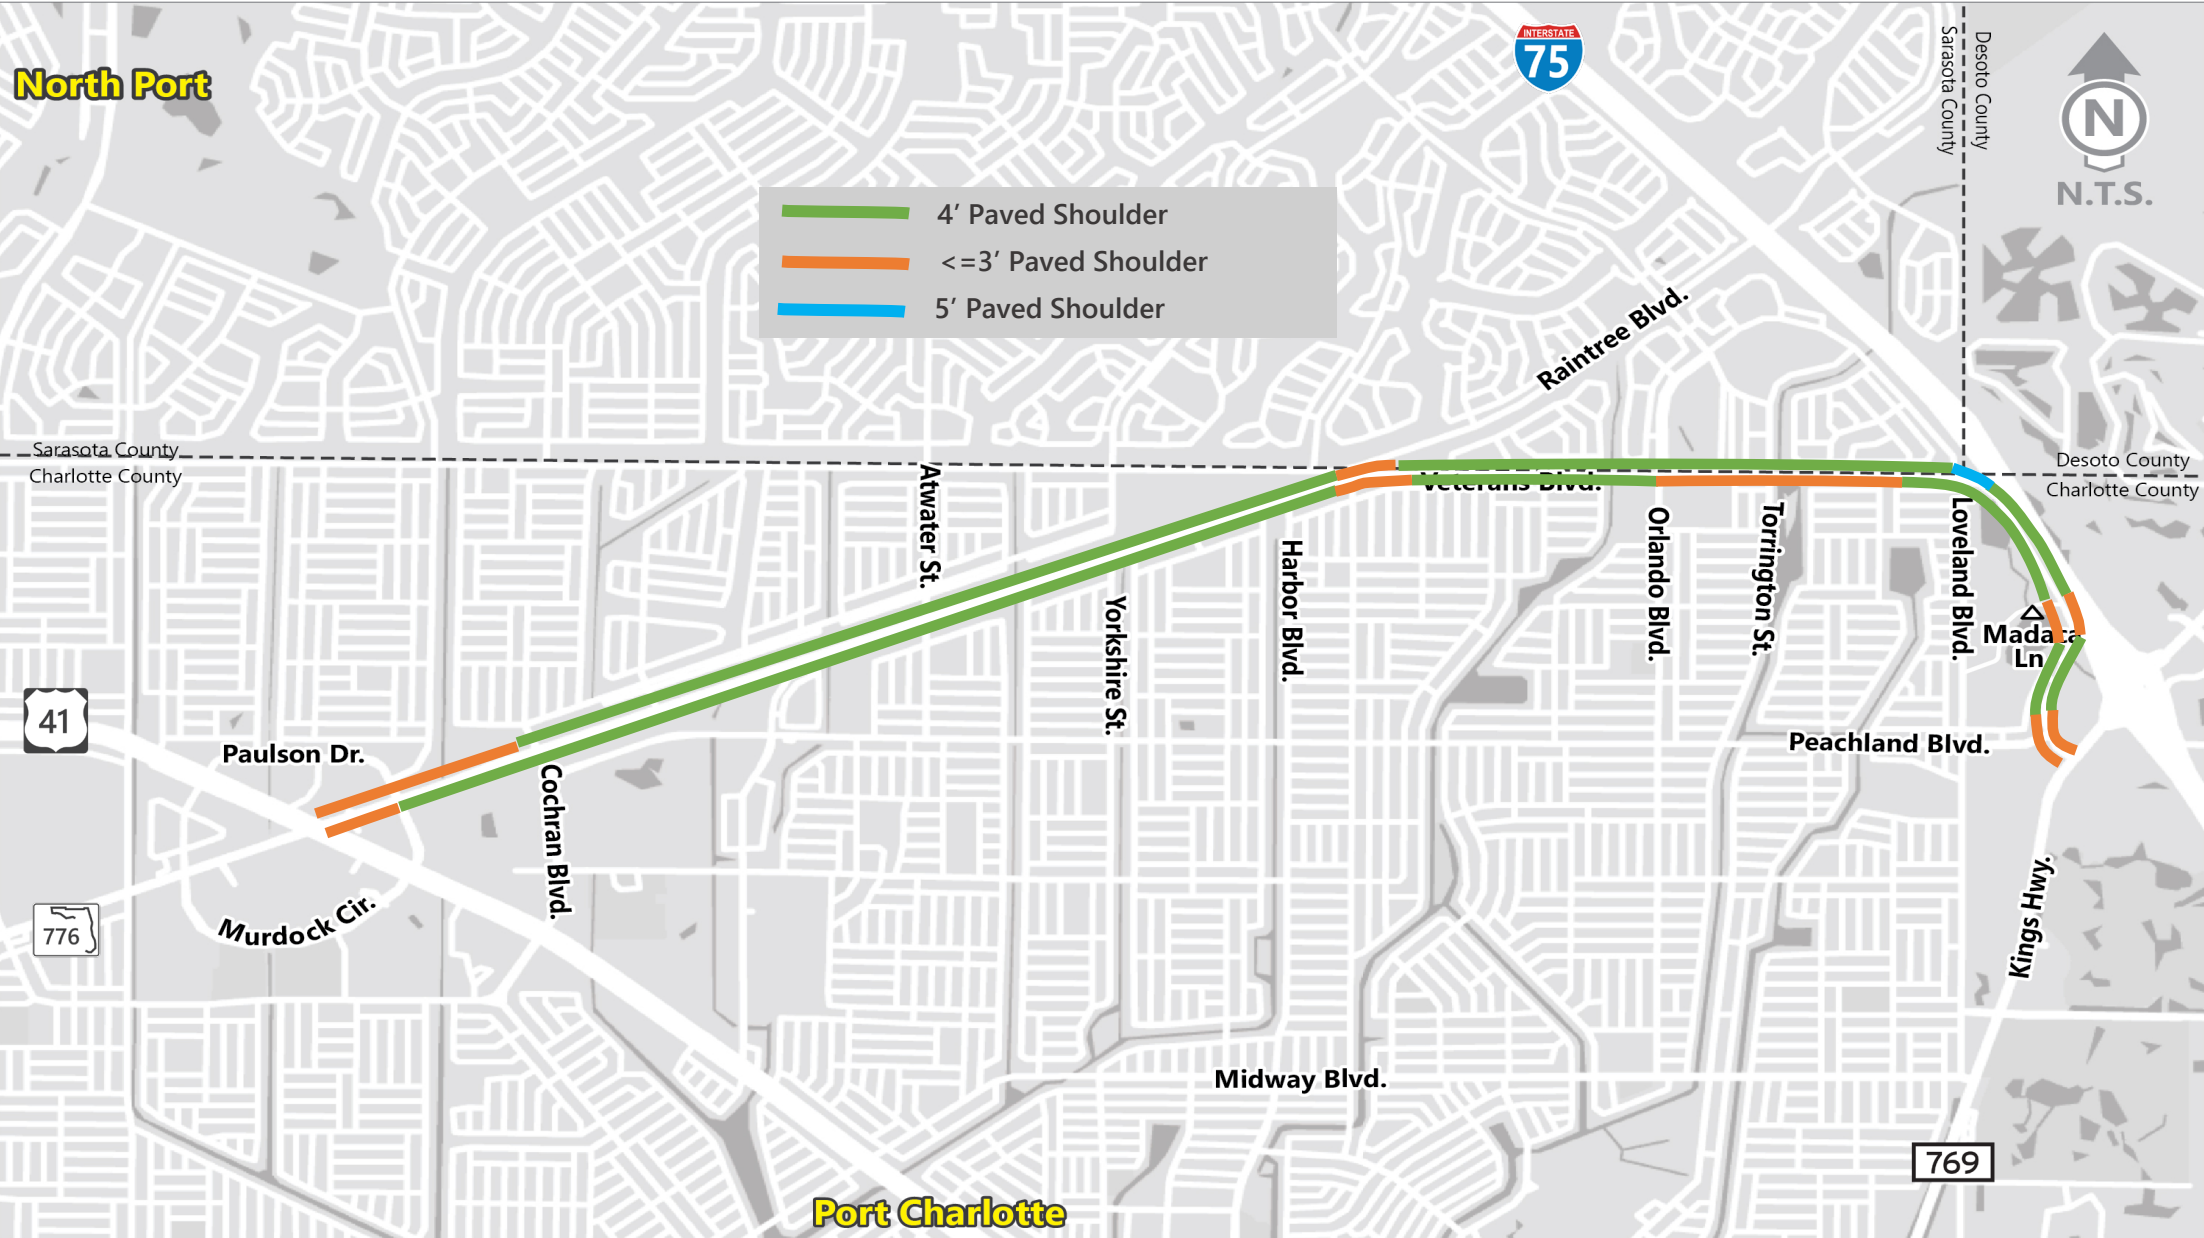 North Port
INTERSTATE
75
Sarasota County
Desoto County
N
N.T.S.
4’ Paved Shoulder
<=3’ Paved Shoulder
5’ Paved Shoulder
Raintree Blvd.
Sarasota County
Charlotte County
Desoto County
Charlotte County
Veterans Blvd.
Atwater St.
Yorkshire St.
Harbor Blvd.
Orlando Blvd.
Torrington St.
Loveland Blvd.
Madaca
Ln
41
Paulson Dr.
Peachland Blvd.
Cochran Blvd.
Murdock Cir.
776
Kings Hwy.
Midway Blvd.
769
Port Charlotte